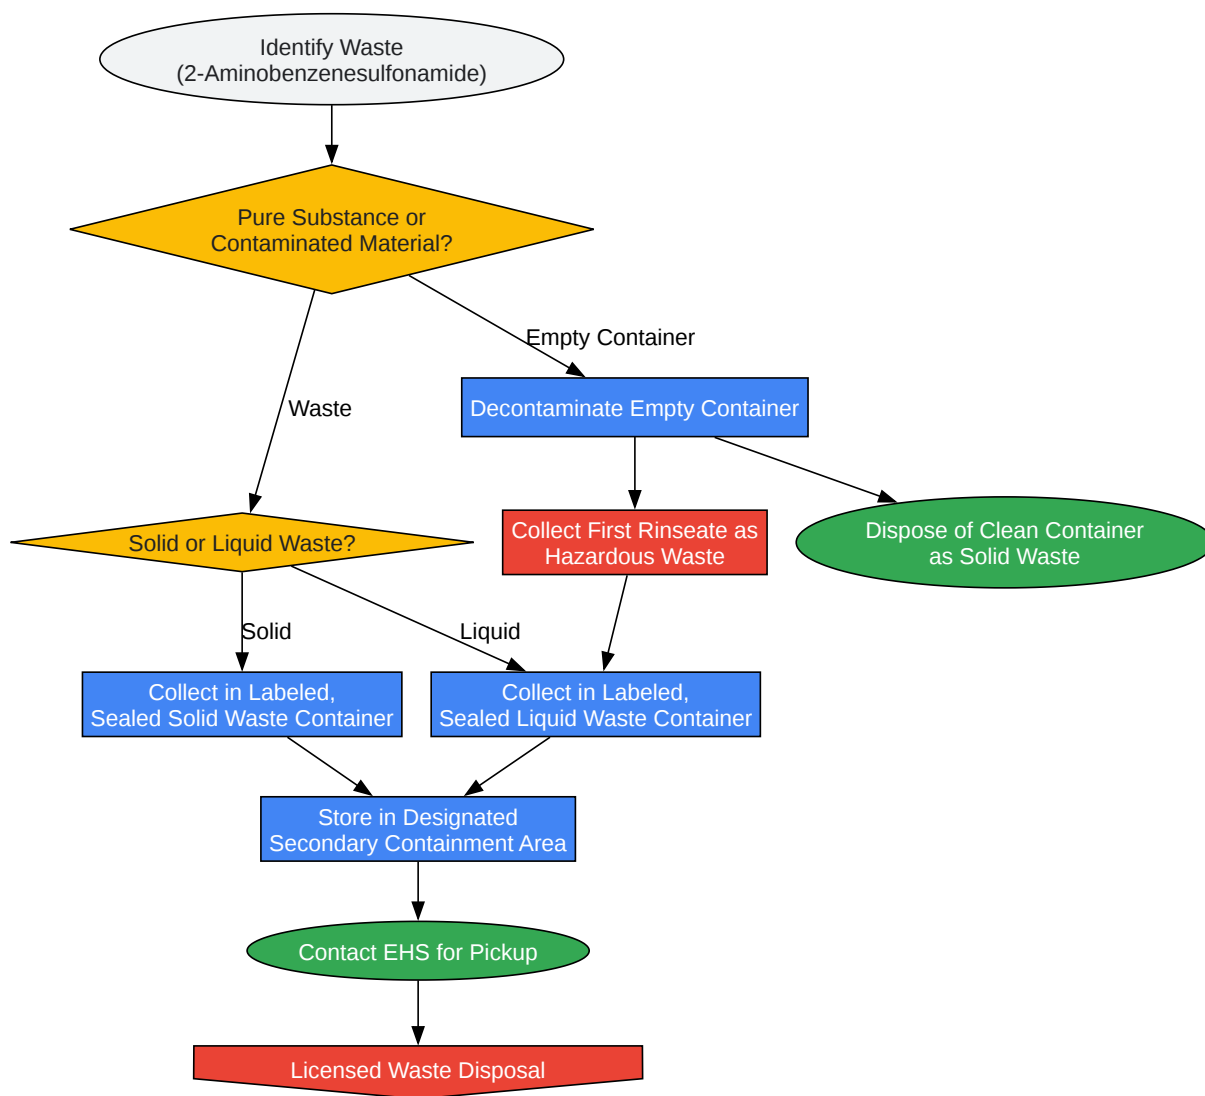 Identify Waste
(2-Aminobenzenesulfonamide)
Pure Substance or
Contaminated Material?
Empty Container
Waste
Decontaminate Empty Container
Collect First Rinseate as
Hazardous Waste
Dispose of Clean Container
as Solid Waste
Solid or Liquid Waste?
Solid
Liquid
Collect in Labeled,
Sealed Solid Waste Container
Collect in Labeled,
Sealed Liquid Waste Container
Store in Designated
Secondary Containment Area
Contact EHS for Pickup
Licensed Waste Disposal